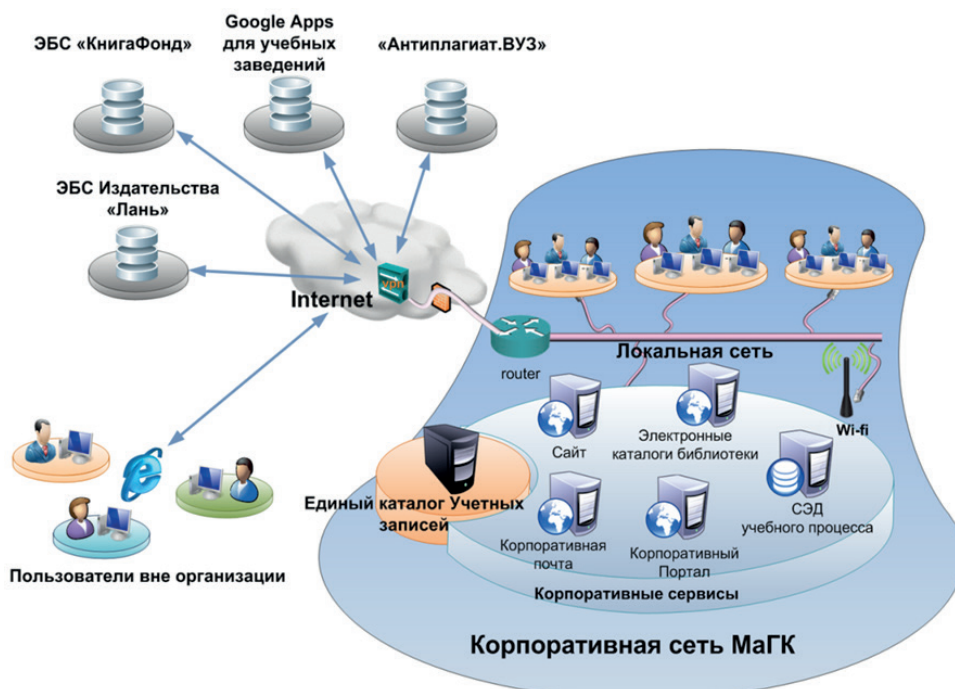 ЭБС «КнигаФонд»
Google Apps
для учебных
заведений
«Антиплагиат.ВУЗ»
ЭБС Издательства
«Лань»
vpn
Internet
router
Локальная сеть
Wi-fi
Сайт
Электронные
каталоги библиотеки
Единый каталог Учетных
записей
СЭД
учебного процесса
Корпоративная
почта
Корпоративный
Портал
Корпоративные сервисы
Пользователи вне организации
Корпоративная сеть МаГК